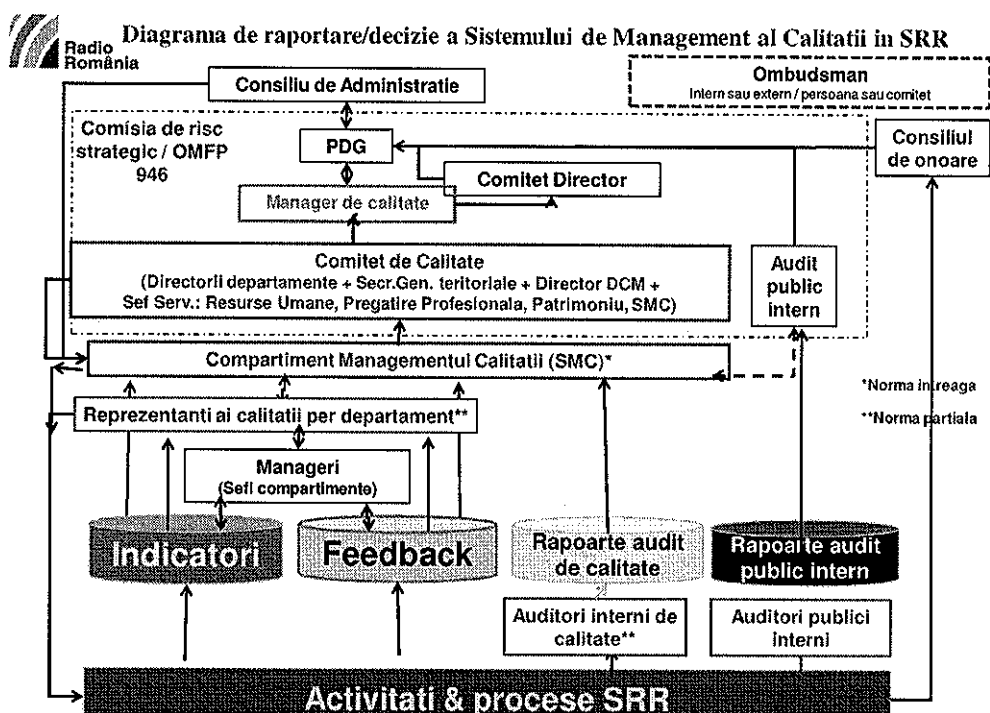 Radio
România
Diagrama de raportare/decizie a Sistemului de Management al Calitatii in SRR
Consiliu de Administratie
Ombudsman
Intern sau extern / persoana sau comitet
Comisia de risc
strategic / OMFP
946
PDG
Consiliul
de onoare
Comitet Director
Manager de calitate
Comitet de Calitate
(Directorii departamente + Secr.Gen. teritoriale + Director DCM +
Sef Serv.: Resurse Umane, Pregatire Profesionala, Patrimoniu, SMC)
Audit
public
intern
Compartiment Managementul Calitatii (SMC)*
*Norma intreaga
Reprezentanti ai calitatii per departament**
**Norma partiala
Manageri
(Sefi compartimente)
Indicatori
Feedback
Rapoarte audit
de calitate
Rapoarte audit
public intern
Auditori interni de
calitate**
Auditori publici
interni
Activitati & procese SRR